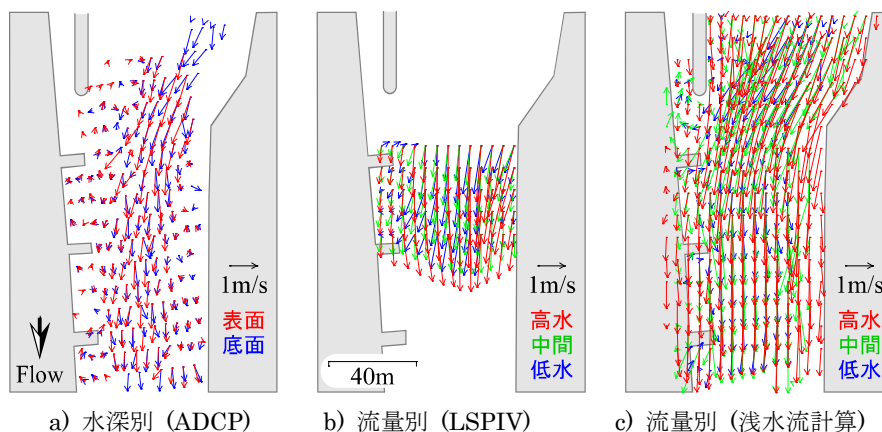 1m/s
表面
底面
Flow
1m/s
高水
中間
低水
40m
1m/s
高水
中間
低水
a) 水深別 (ADCP)
b) 流量別 (LSPIV)
c) 流量別 (浅水流計算)